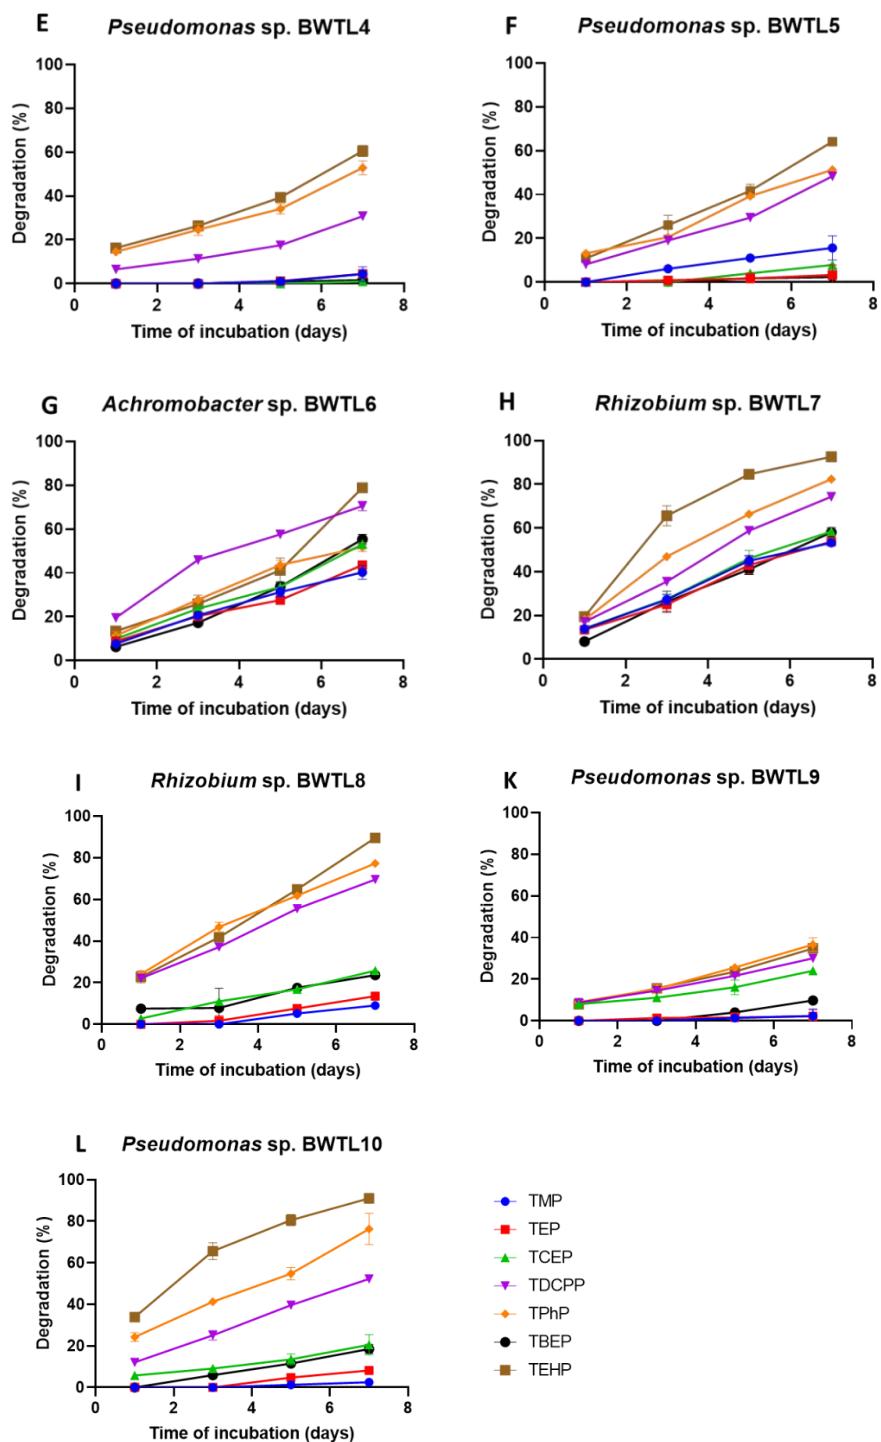 E
Pseudomonas sp. BWTL4
Degradation (%)
100
80
60
40
20
0
0 2 4 6 8
Time of incubation (days)
F
Pseudomonas sp. BWTL5
Degradation (%)
100
80
60
40
20
0
0 2 4 6 8
Time of incubation (days)
G
Achromobacter sp. BWTL6
Degradation (%)
100
80
60
40
20
0
0 2 4 6 8
Time of incubation (days)
H
Rhizobium sp. BWTL7
Degradation (%)
100
80
60
40
20
0
0 2 4 6 8
Time of incubation (days)
I
Rhizobium sp. BWTL8
Degradation (%)
100
80
60
40
20
0
0 2 4 6 8
Time of incubation (days)
K
Pseudomonas sp. BWTL9
Degradation (%)
100
80
60
40
20
0
0 2 4 6 8
Time of incubation (days)
L
Pseudomonas sp. BWTL10
Degradation (%)
100
80
60
40
20
0
0 2 4 6 8
Time of incubation (days)
TMP
TEP
TCEP
TDCPP
TPhP
TBEP
TEHP